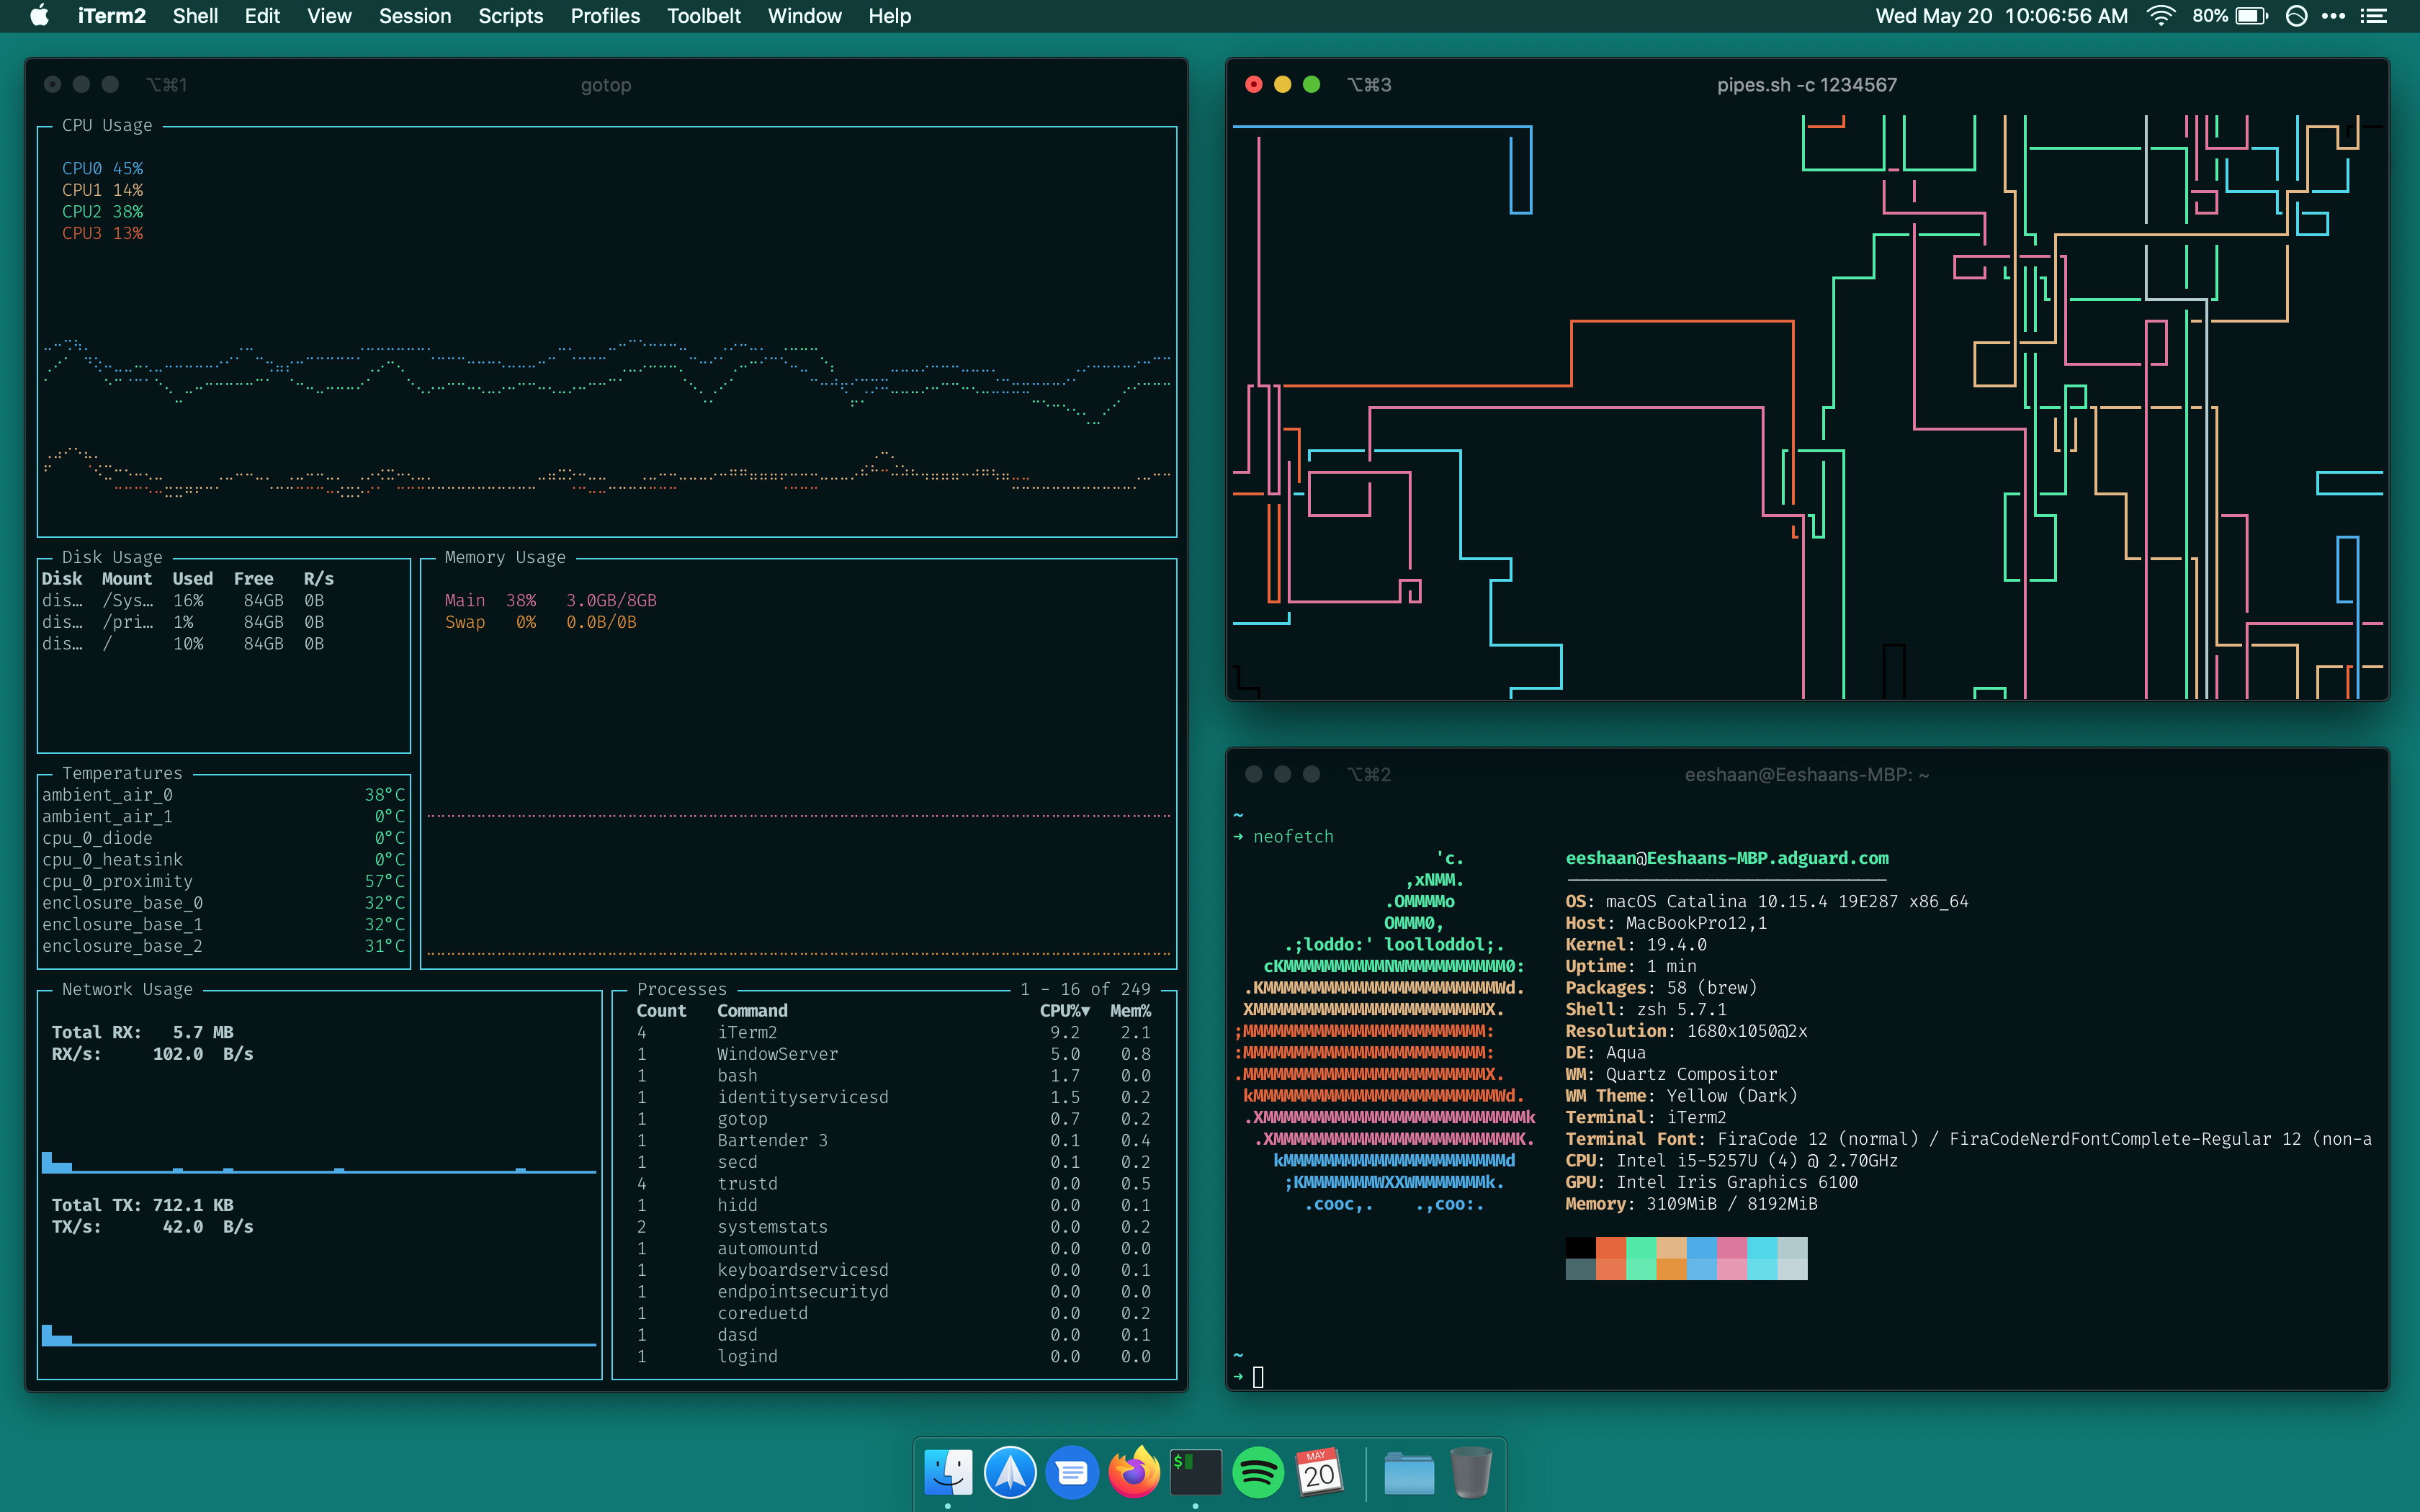 iTerm2 Shell Edit View Session Scripts Profiles Toolbelt Window Help Wed May 20 10:06:56 AM 80%
⌥⌘1 gotop
CPU Usage
CPU0 45%
CPU1 14%
CPU2 38%
CPU3 13%
Disk Usage
Disk Mount Used Free R/s
dis… /Sys… 16% 84GB 0B
dis… /pri… 1% 84GB 0B
dis… / 10% 84GB 0B
Memory Usage
Main 38% 3.0GB/8GB
Swap 0% 0.0B/0B
Temperatures
ambient_air_0 38°C
ambient_air_1 0°C
cpu_0_diode 0°C
cpu_0_heatsink 0°C
cpu_0_proximity 57°C
enclosure_base_0 32°C
enclosure_base_1 32°C
enclosure_base_2 31°C
Network Usage
Total RX: 5.7 MB
RX/s: 102.0 B/s
Total TX: 712.1 KB
TX/s: 42.0 B/s
Processes 1 - 16 of 249
Count Command CPU%▼ Mem%
4 iTerm2 9.2 2.1
1 WindowServer 5.0 0.8
1 bash 1.7 0.0
1 identityservicesd 1.5 0.2
1 gotop 0.7 0.2
1 Bartender 3 0.1 0.4
1 secd 0.1 0.2
4 trustd 0.0 0.5
1 hidd 0.0 0.1
2 systemstats 0.0 0.2
1 automountd 0.0 0.0
1 keyboardservicesd 0.0 0.1
1 endpointsecurityd 0.0 0.0
1 coreduetd 0.0 0.2
1 dasd 0.0 0.1
1 logind 0.0 0.0
⌥⌘3 pipes.sh -c 1234567
⌥⌘2 eeshaan@Eeshaans-MBP: ~
~
➜ neofetch
'c. eeshaan@Eeshaans-MBP.adguard.com
,xNMM. --------------------------------
.OMMMMo OS: macOS Catalina 10.15.4 19E287 x86_64
OMMM0, Host: MacBookPro12,1
.;loddo:' loolloddol;. Kernel: 19.4.0
cKMMMMMMMMMMNWMMMMMMMMMM0: Uptime: 1 min
.KMMMMMMMMMMMMMMMMMMMMMMMWd. Packages: 58 (brew)
XMMMMMMMMMMMMMMMMMMMMMMMX. Shell: zsh 5.7.1
;MMMMMMMMMMMMMMMMMMMMMMMM: Resolution: 1680x1050@2x
:MMMMMMMMMMMMMMMMMMMMMMMM: DE: Aqua
.MMMMMMMMMMMMMMMMMMMMMMMMX. WM: Quartz Compositor
kMMMMMMMMMMMMMMMMMMMMMMMMWd. WM Theme: Yellow (Dark)
.XMMMMMMMMMMMMMMMMMMMMMMMMMMk Terminal: iTerm2
.XMMMMMMMMMMMMMMMMMMMMMMMMK. Terminal Font: FiraCode 12 (normal) / FiraCodeNerdFontComplete-Regular 12 (non-a
kMMMMMMMMMMMMMMMMMMMMMMd CPU: Intel i5-5257U (4) @ 2.70GHz
;KMMMMMMMWXXWMMMMMMMk. GPU: Intel Iris Graphics 6100
.cooc,. .,coo:. Memory: 3109MiB / 8192MiB
~
➜
$
MAY
20